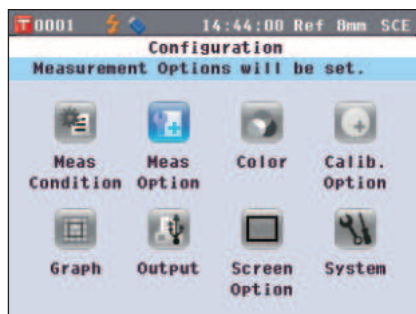 T0001 14:44:00 Ref 8mm SCE
Configuration
Measurement Options will be set.
Meas Condition
Meas Option
Color
Calib. Option
Graph
Output
Screen Option
System